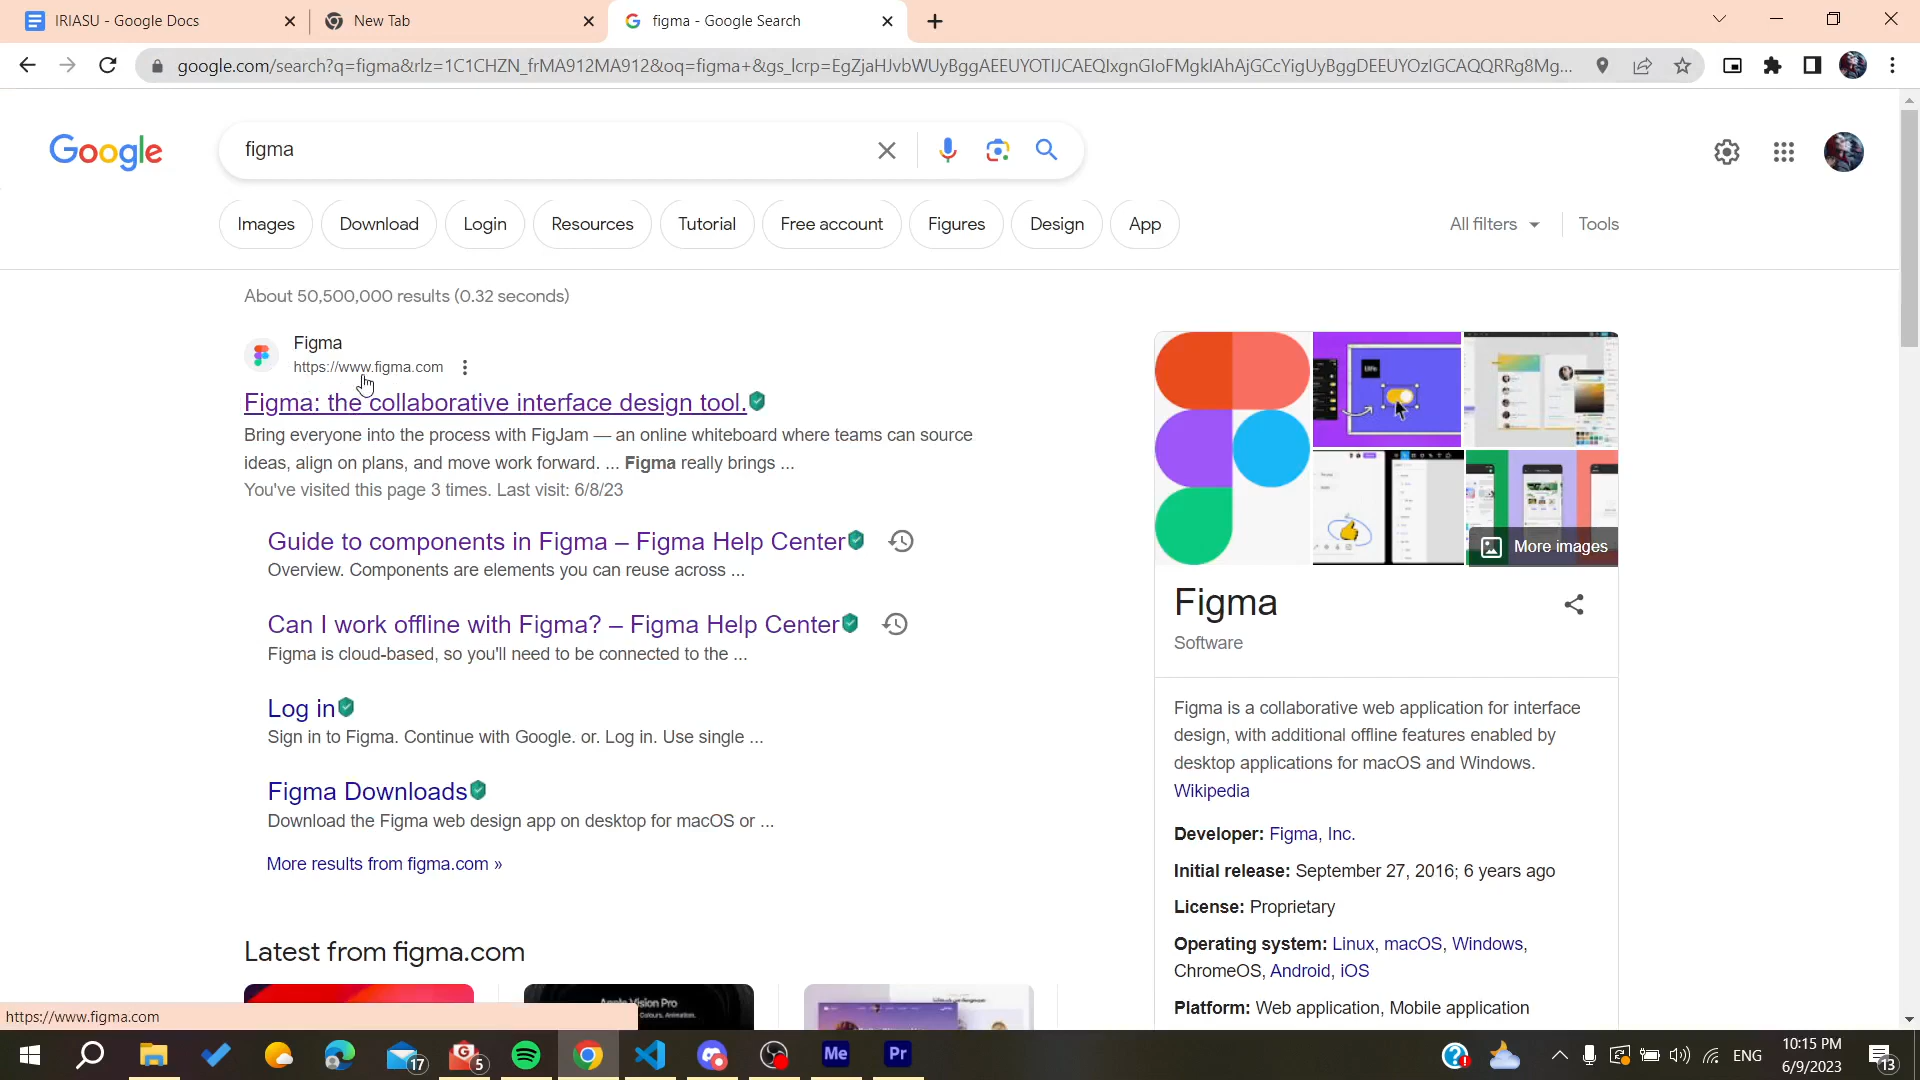 IRIASU - Google Docs
New Tab
figma - Google Search
google.com/search?q=figma&rlz=1C1CHZN_frMA912MA912&oq=figma+&gs_lcrp=EgZjaHJvbWUyBggAEEUYOTIJCAEQIxgnGIoFMgkIAhAjGCcYigUyBggDEEUYOzIGCAQQRRg8Mg...
Google
figma
Images
Download
Login
Resources
Tutorial
Free account
Figures
Design
App
All filters
Tools
About 50,500,000 results (0.32 seconds)
Figma
https://www.figma.com
Figma: the collaborative interface design tool.
Bring everyone into the process with FigJam — an online whiteboard where teams can source
ideas, align on plans, and move work forward. ... Figma really brings ...
You've visited this page 3 times. Last visit: 6/8/23
Guide to components in Figma – Figma Help Center
Overview. Components are elements you can reuse across ...
Can I work offline with Figma? – Figma Help Center
Figma is cloud-based, so you'll need to be connected to the ...
Log in
Sign in to Figma. Continue with Google. or. Log in. Use single ...
Figma Downloads
Download the Figma web design app on desktop for macOS or ...
More results from figma.com »
Latest from figma.com
Apple Vision Pro
More images
Figma
Software
Figma is a collaborative web application for interface
design, with additional offline features enabled by
desktop applications for macOS and Windows.
Wikipedia
Developer: Figma, Inc.
Initial release: September 27, 2016; 6 years ago
License: Proprietary
Operating system: Linux, macOS, Windows,
ChromeOS, Android, iOS
Platform: Web application, Mobile application
https://www.figma.com
17
5
Me
Pr
ENG
10:15 PM
6/9/2023
13